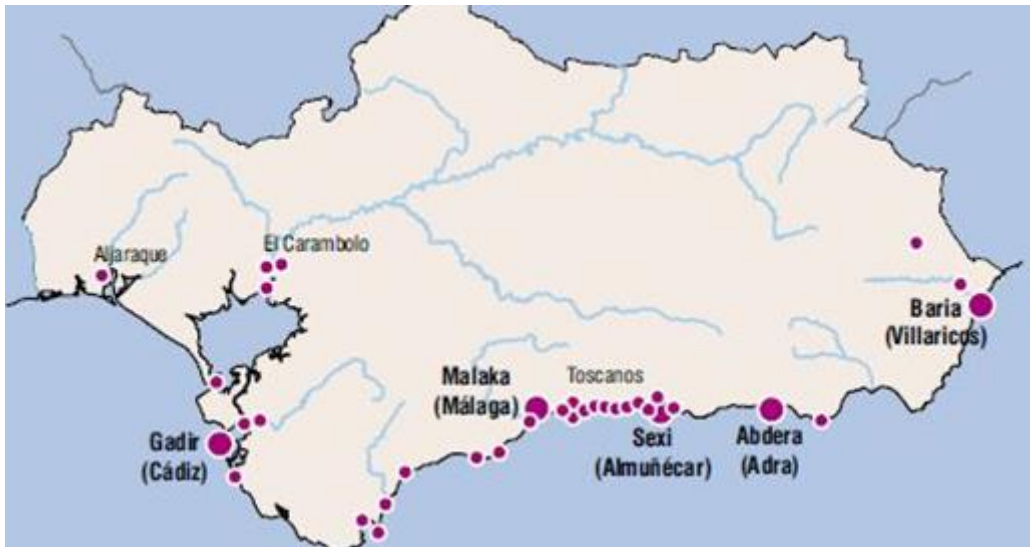 El Carambolo
Aljaraque
Baria
(Villaricos)
Malaka
(Málaga)
Toscanos
Gadir
(Cádiz)
Sexi
(Almuñécar)
Abdera
(Adra)